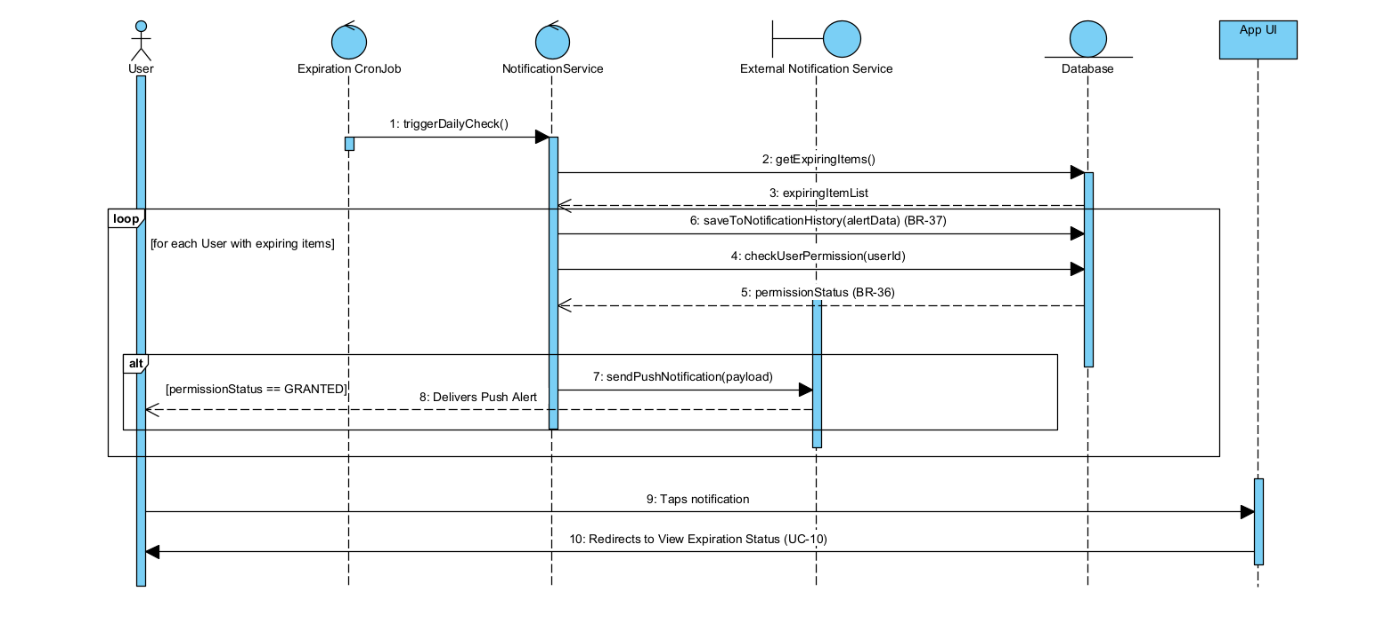 User
Expiration CronJob
NotificationService
External Notification Service
Database
App UI
1: triggerDailyCheck()
2: getExpiringItems()
3: expiringItemList
loop
6: saveToNotificationHistory(alertData) (BR-37)
[for each User with expiring items]
4: checkUserPermission(userId)
5: permissionStatus (BR-36)
alt
7: sendPushNotification(payload)
[permissionStatus == GRANTED]
8: Delivers Push Alert
9: Taps notification
10: Redirects to View Expiration Status (UC-10)